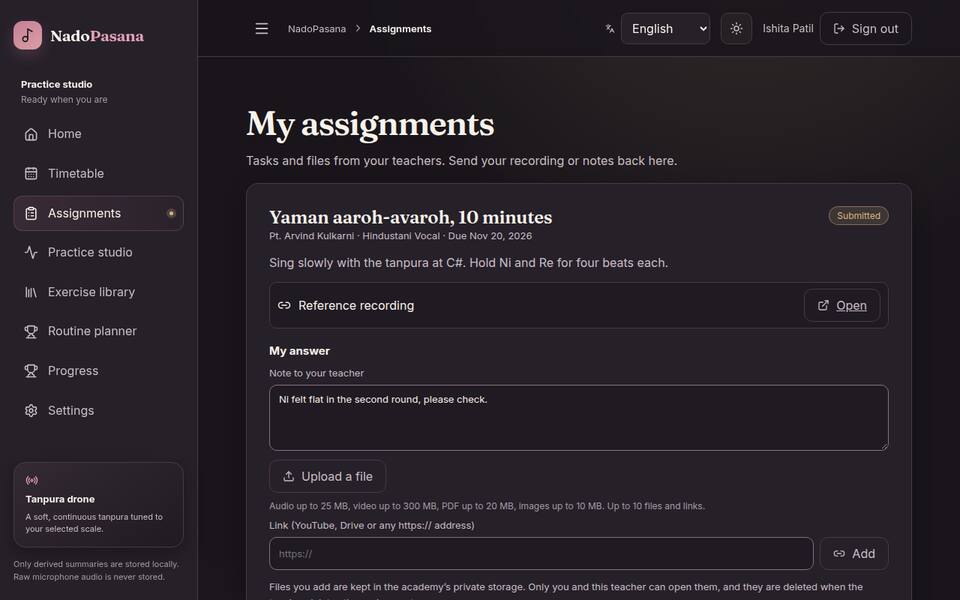 NadoPasana
Practice studio
Ready when you are
Home
Timetable
Assignments
Practice studio
Exercise library
Routine planner
Progress
Settings
Tanpura drone
A soft, continuous tanpura tuned to
your selected scale.
Only derived summaries are stored locally.
Raw microphone audio is never stored.
NadoPasana > Assignments
English
Ishita Patil
Sign out
My assignments
Tasks and files from your teachers. Send your recording or notes back here.
Yaman aaroh-avaroh, 10 minutes
Submitted
Pt. Arvind Kulkarni · Hindustani Vocal · Due Nov 20, 2026
Sing slowly with the tanpura at C#. Hold Ni and Re for four beats each.
Reference recording
Open
My answer
Note to your teacher
Ni felt flat in the second round, please check.
Upload a file
Audio up to 25 MB, video up to 300 MB, PDF up to 20 MB, images up to 10 MB. Up to 10 files and links.
Link (YouTube, Drive or any https:// address)
https://
Add
Files you add are kept in the academy’s private storage. Only you and this teacher can open them, and they are deleted when the